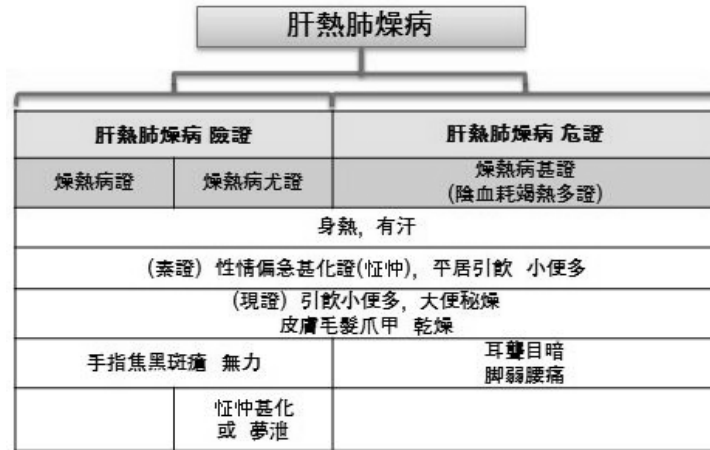 肝熱肺燥病
肝熱肺燥病 險證
肝熱肺燥病 危證
燥熱病證
燥熱病尤證
燥熱病甚證
(陰血耗竭熱多證)
身熱, 有汗
(素證) 性情偏急甚化證(怔忡), 平居引飮 小便多
(現證) 引飮小便多, 大便秘燥
皮膚毛髮爪甲 乾燥
手指焦黑斑瘡 無力
耳聾目暗
脚弱腰痛
怔忡甚化
或 夢泄